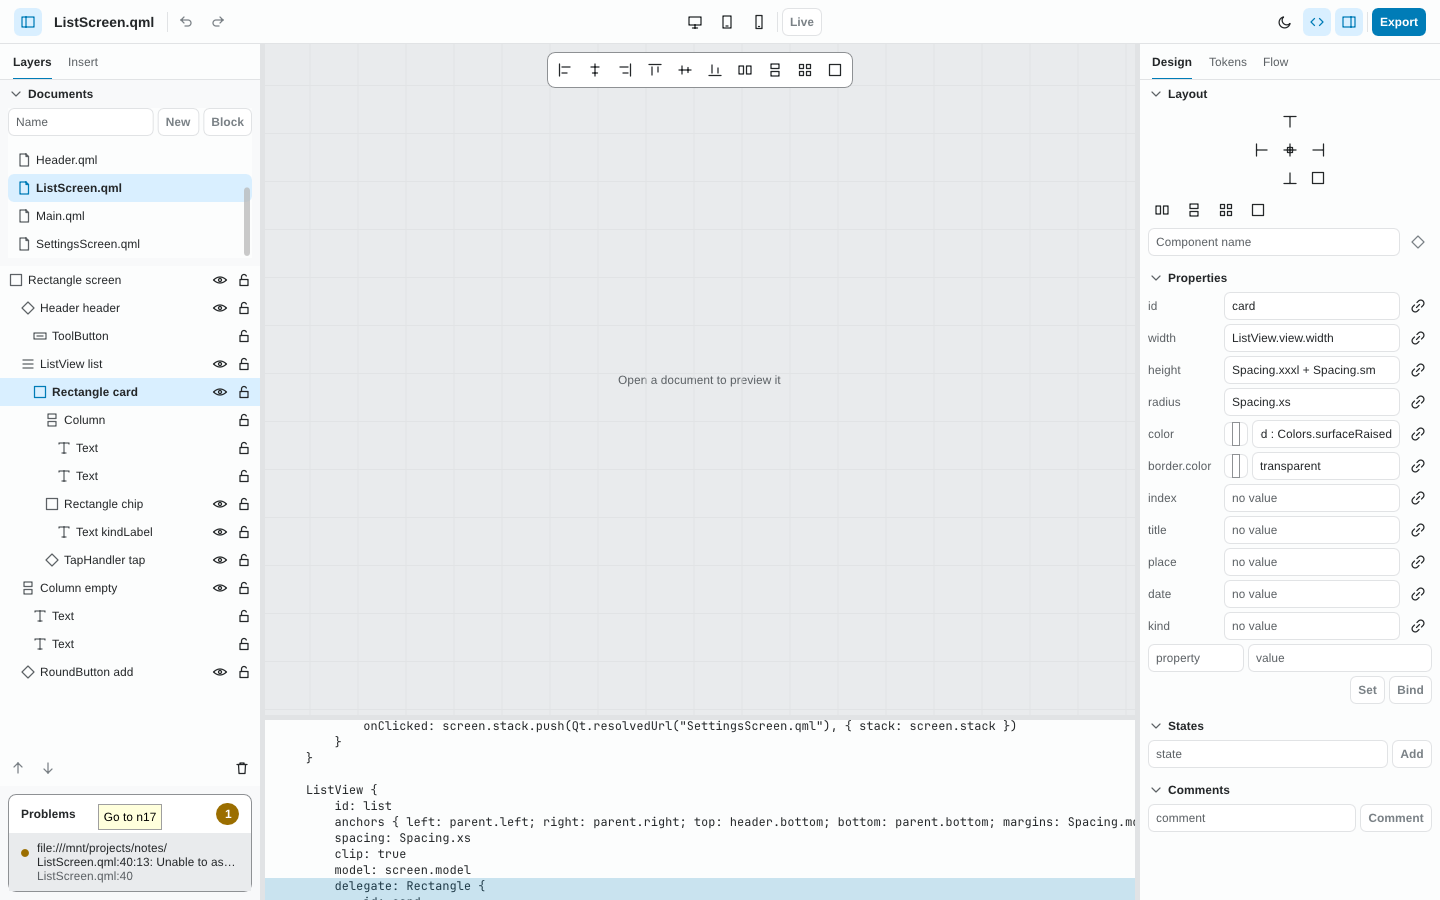 ListScreen.qml
Live
Export
Layers
Insert
Documents
Name
New
Block
Header.qml
ListScreen.qml
Main.qml
SettingsScreen.qml
Rectangle screen
Header header
ToolButton
ListView list
Rectangle card
Column
Text
Text
Rectangle chip
Text kindLabel
TapHandler tap
Column empty
Text
Text
RoundButton add
Problems
Go to n17
1
file:///mnt/projects/notes/
ListScreen.qml:40:13: Unable to as...
ListScreen.qml:40
Open a document to preview it
onClicked: screen.stack.push(Qt.resolvedUrl("SettingsScreen.qml"), { stack: screen.stack })
}
}
ListView {
id: list
anchors { left: parent.left; right: parent.right; top: header.bottom; bottom: parent.bottom; margins: Spacing.m
spacing: Spacing.xs
clip: true
model: screen.model
delegate: Rectangle {
Design
Tokens
Flow
Layout
Component name
Properties
id
card
width
ListView.view.width
height
Spacing.xxxl + Spacing.sm
radius
Spacing.xs
color
d : Colors.surfaceRaised
border.color
transparent
index
no value
title
no value
place
no value
date
no value
kind
no value
property
value
Set
Bind
States
state
Add
Comments
comment
Comment